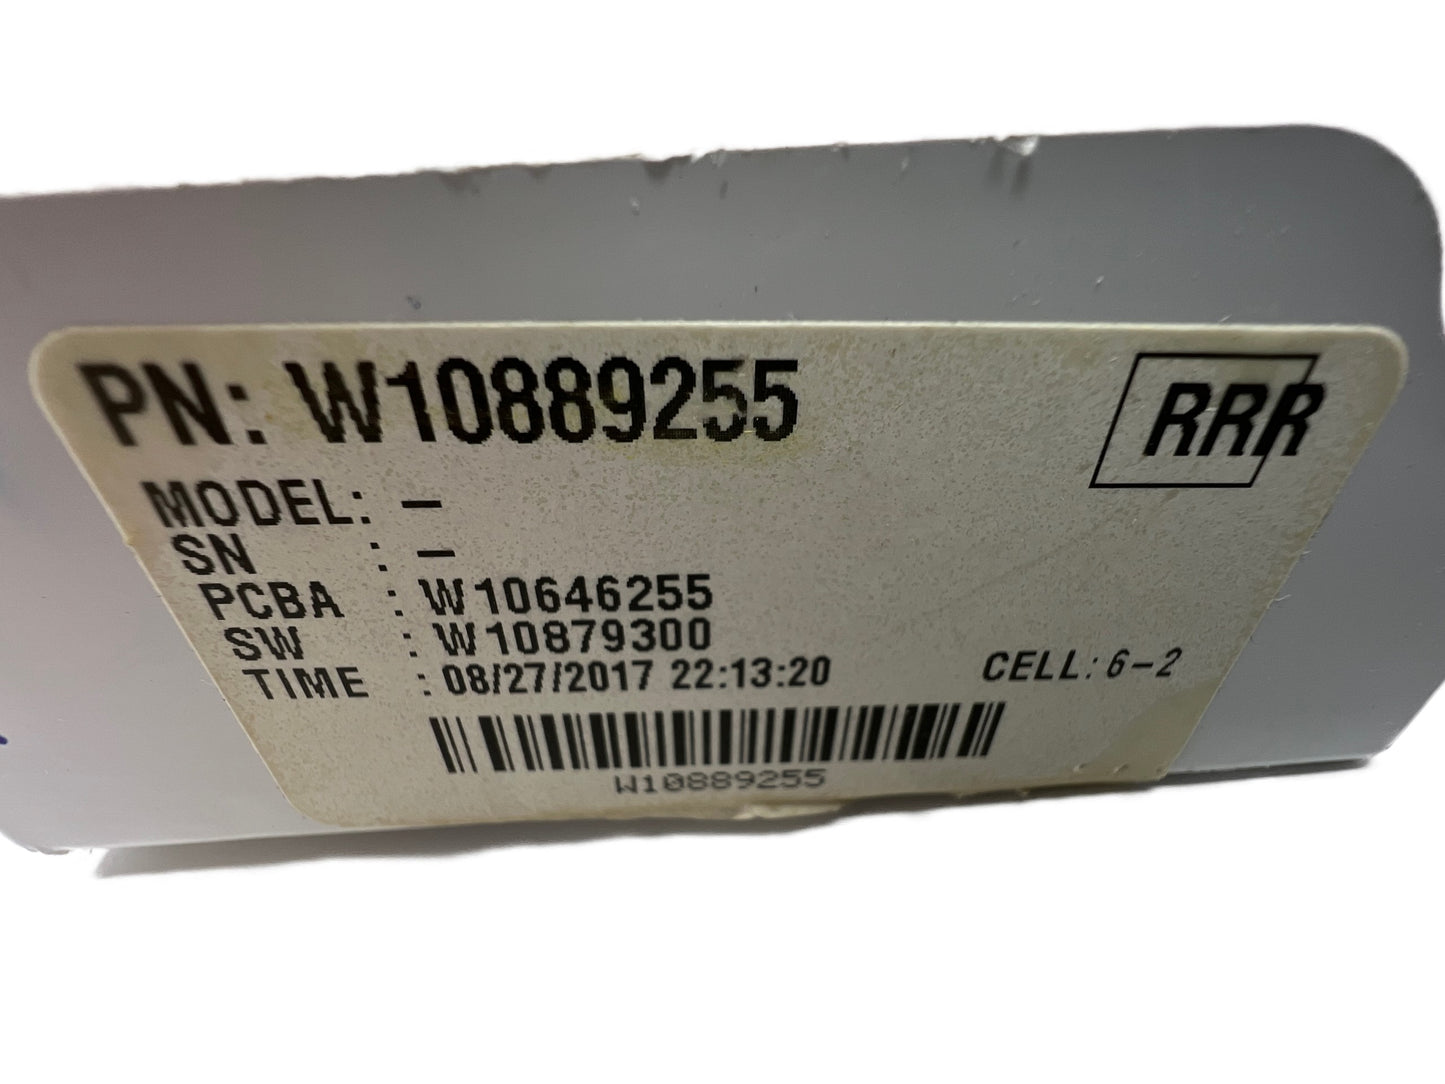 PN: W10889255
RRR
MODEL: –
SN : –
PCBA : W10646255
SW : W10879300
TIME : 08/27/2017 22:13:20
CELL: 6-2
W10889255